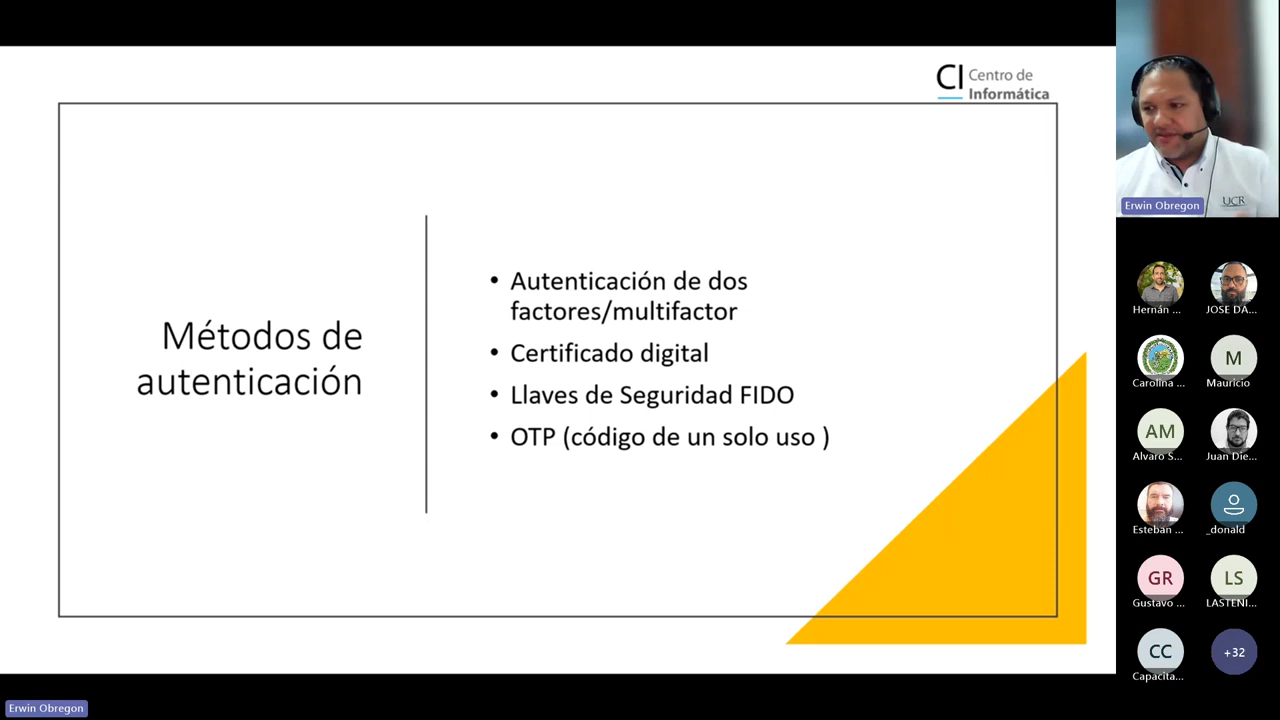 CI Centro de
Informática
Métodos de
autenticación
• Autenticación de dos
factores/multifactor
• Certificado digital
• Llaves de Seguridad FIDO
• OTP (código de un solo uso )
UCR
Erwin Obregon
Hernán ...
JOSE DA...
Carolina ...
M
Mauricio
AM
Alvaro S...
Juan Die...
Esteban ...
_donald
GR
Gustavo ...
LS
LASTENI...
CC
Capacita...
+32
Erwin Obregon